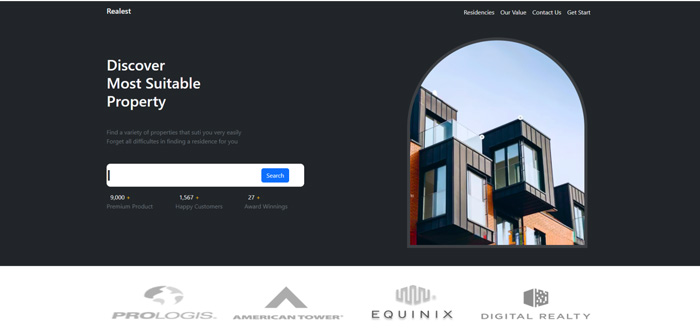 Realest
Residencies Our Value Contact Us Get Start
Discover
Most Suitable
Property
Find a variety of properties that suit you very easily
Forget all difficulties in finding a residence for you
Search
9,000 +
1,567 +
27 +
Premium Product
Happy Customers
Award Winnings
PROLOGIS
AMERICAN TOWER
EQUINIX
DIGITAL REALTY